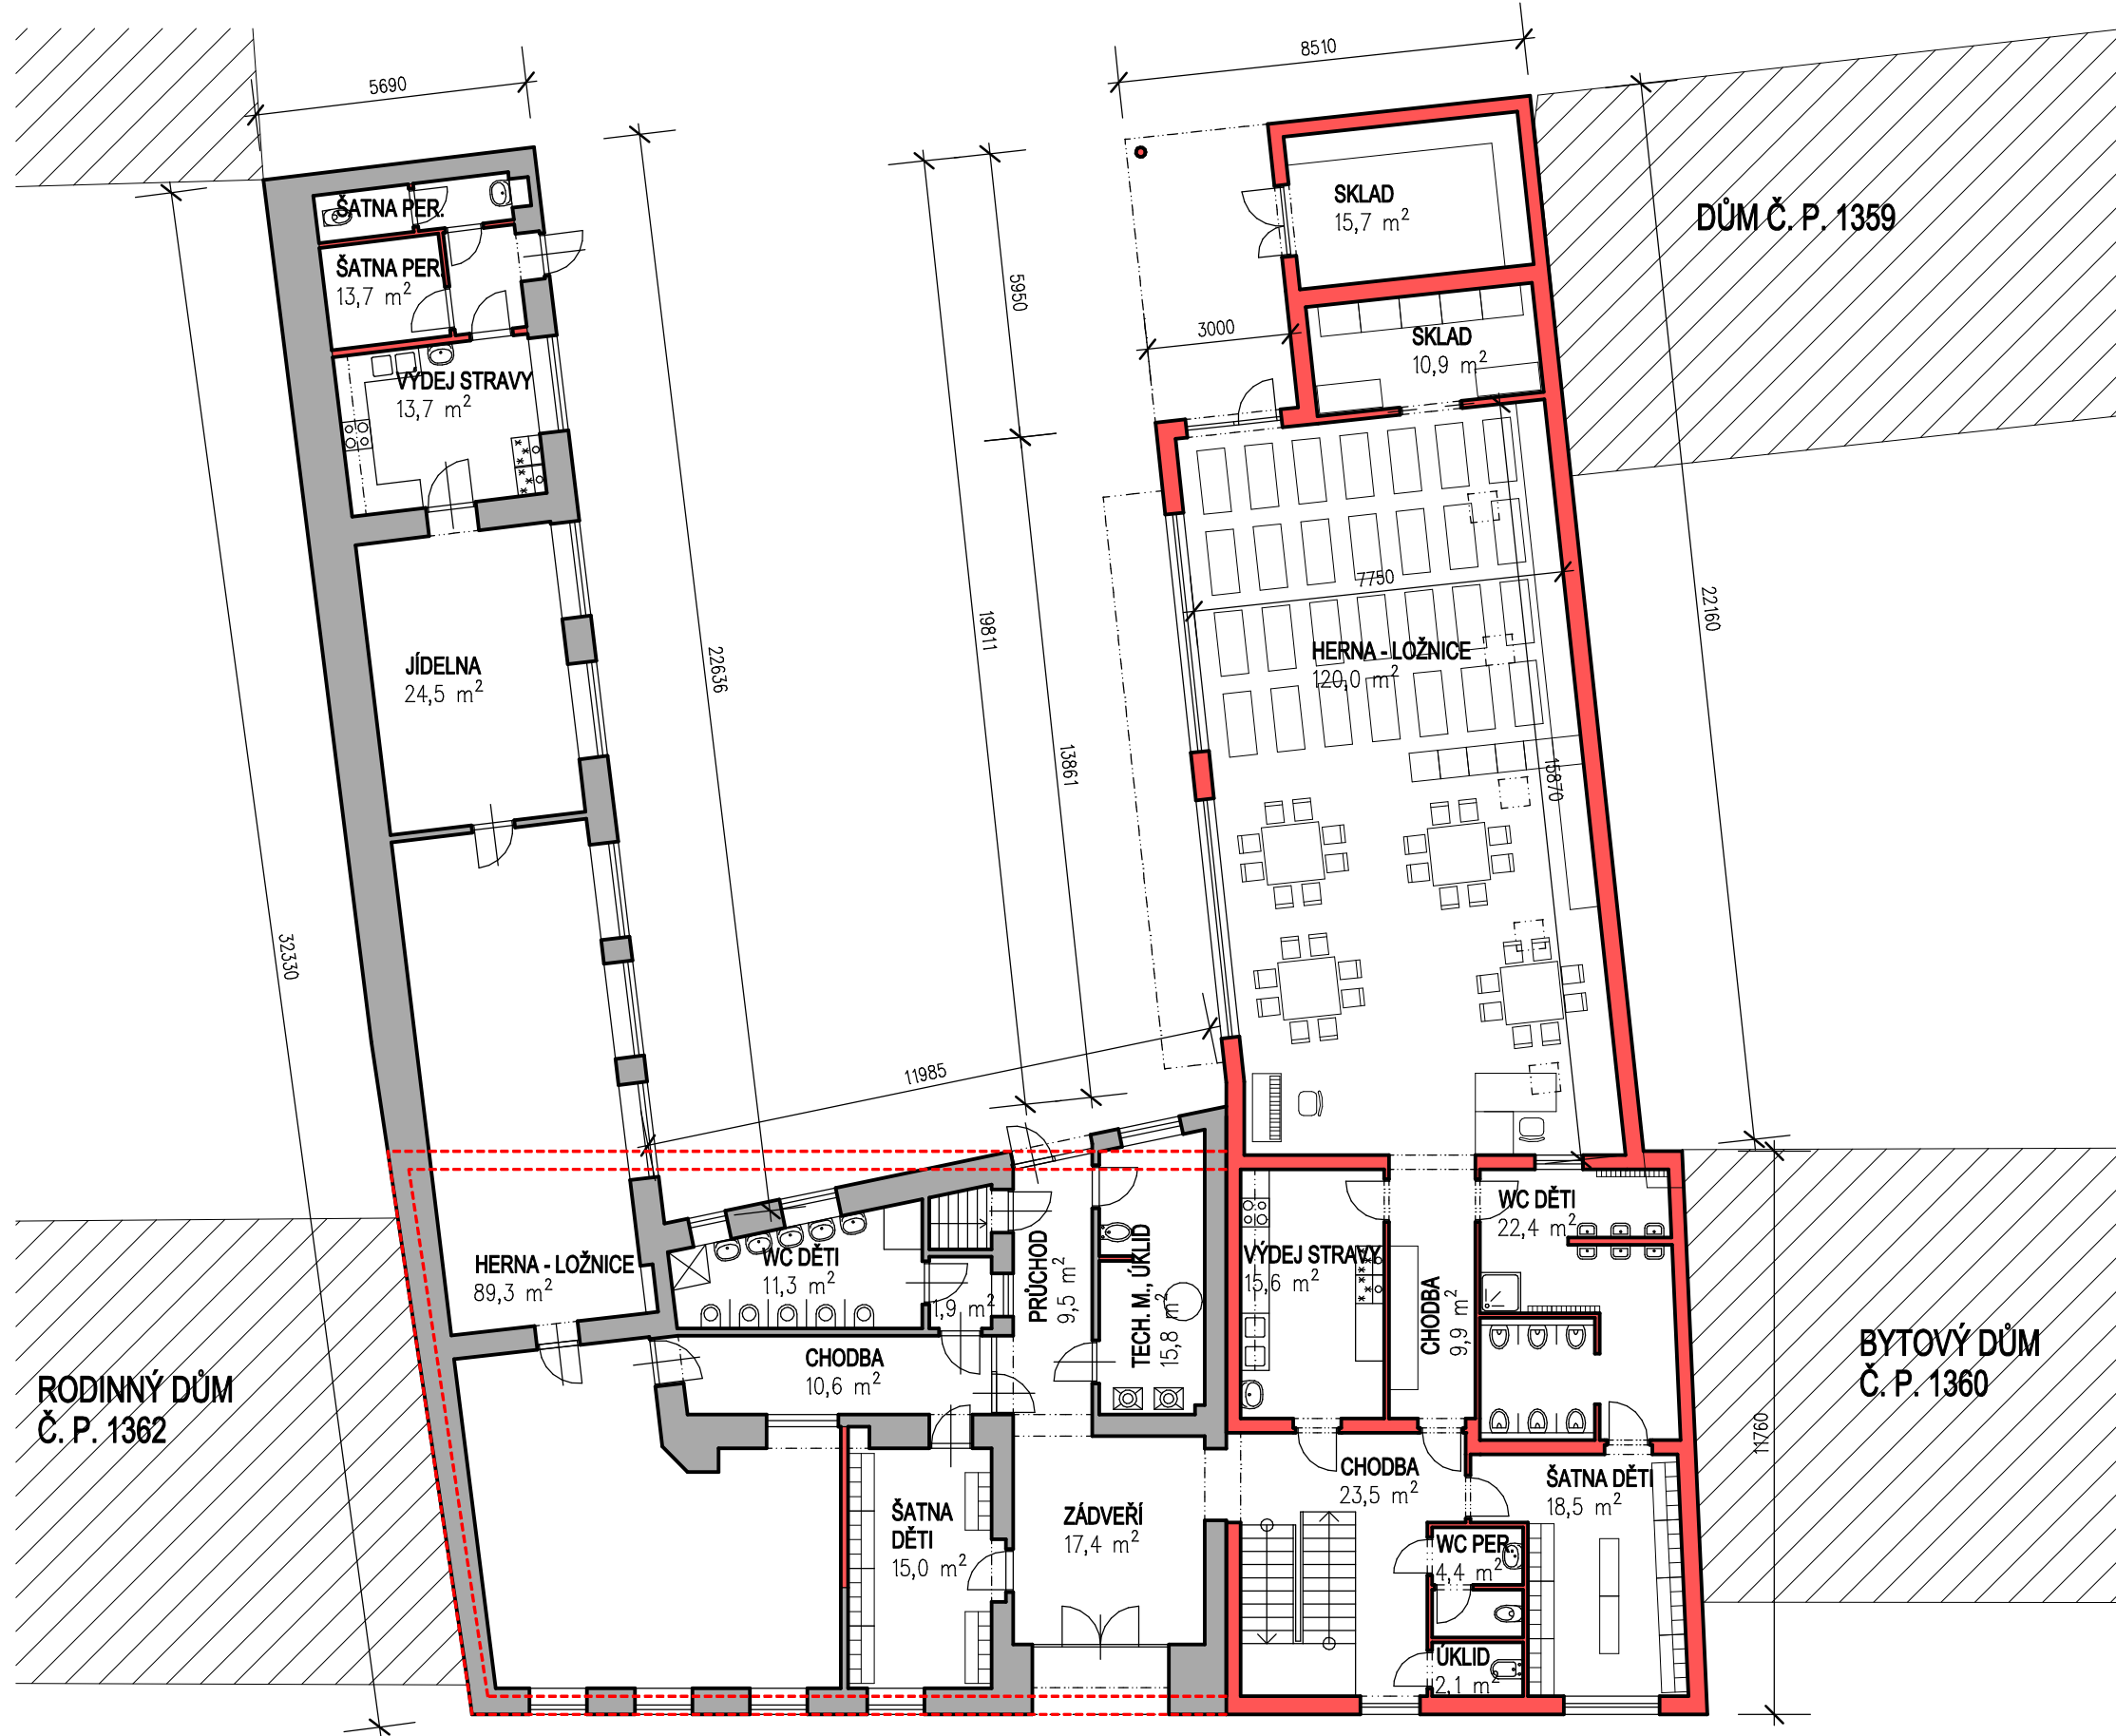 8510
5690
SKLAD
15,7 m²
DŮM Č. P. 1359
ŠATNA PER.
ŠATNA PER.
13,7 m²
5950
3000
SKLAD
10,9 m²
VÝDEJ STRAVY
13,7 m²
7750
22160
19811
22636
HERNA - LOŽNICE
120,0 m²
JÍDELNA
24,5 m²
13861
15870
32330
11985
WC DĚTI
22,4 m²
HERNA - LOŽNICE
89,3 m²
WC DĚTI
11,3 m²
1,9 m²
PRŮCHOD
9,5 m²
TECH. M., ÚKLID
15,8 m²
VÝDEJ STRAVY
15,6 m²
CHODBA
9,9 m²
BYTOVÝ DŮM
Č. P. 1360
CHODBA
10,6 m²
RODINNÝ DŮM
Č. P. 1362
11760
CHODBA
23,5 m²
ŠATNA DĚTI
18,5 m²
ŠATNA
DĚTI
15,0 m²
ZÁDVEŘÍ
17,4 m²
WC PER.
4,4 m²
ÚKLID
2,1 m²